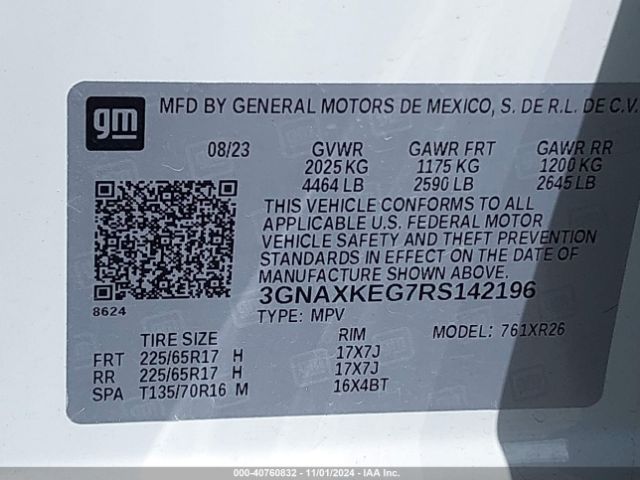 gm
MFD BY GENERAL MOTORS DE MEXICO, S. DE R.L. DE C.V.
08/23 GVWR GAWR FRT GAWR RR
2025 KG 1175 KG 1200 KG
4464 LB 2590 LB 2645 LB
THIS VEHICLE CONFORMS TO ALL
APPLICABLE U.S. FEDERAL MOTOR
VEHICLE SAFETY AND THEFT PREVENTION
STANDARDS IN EFFECT ON THE DATE OF
MANUFACTURE SHOWN ABOVE.
3GNAXKEG7RS142196
8624
TYPE: MPV
MODEL: 761XR26
TIRE SIZE RIM
FRT 225/65R17 H 17X7J
RR 225/65R17 H 17X7J
SPA T135/70R16 M 16X4BT
000-40760832 - 11/01/2024 - IAA Inc.